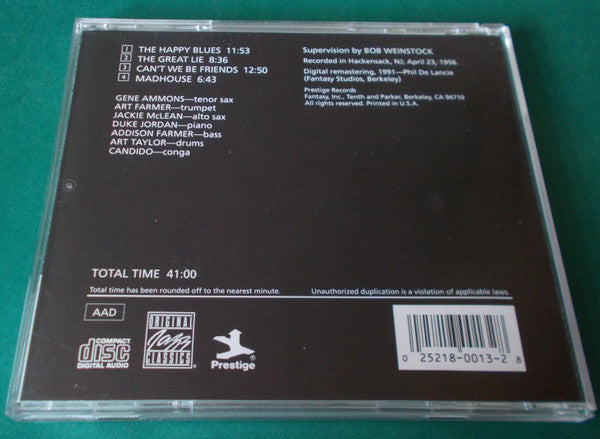 1 THE HAPPY BLUES 11:53
2 THE GREAT LIE 8:36
3 CAN'T WE BE FRIENDS 12:50
4 MADHOUSE 6:43
GENE AMMONS—tenor sax
ART FARMER—trumpet
JACKIE McLEAN—alto sax
DUKE JORDAN—piano
ADDISON FARMER—bass
ART TAYLOR—drums
CANDIDO—conga
Supervision by BOB WEINSTOCK
Recorded in Hackensack, NJ; April 23, 1956.
Digital remastering, 1991—Phil De Lancie
(Fantasy Studios, Berkeley)
Prestige Records
Fantasy, Inc., Tenth and Parker, Berkeley, CA 94710
All rights reserved. Printed in U.S.A.
TOTAL TIME 41:00
Total time has been rounded off to the nearest minute.
Unauthorized duplication is a violation of applicable laws.
AAD
COMPACT
disc
DIGITAL AUDIO
ORIGINAL
Jazz
CLASSICS
Prestige
0 25218-0013-2 8